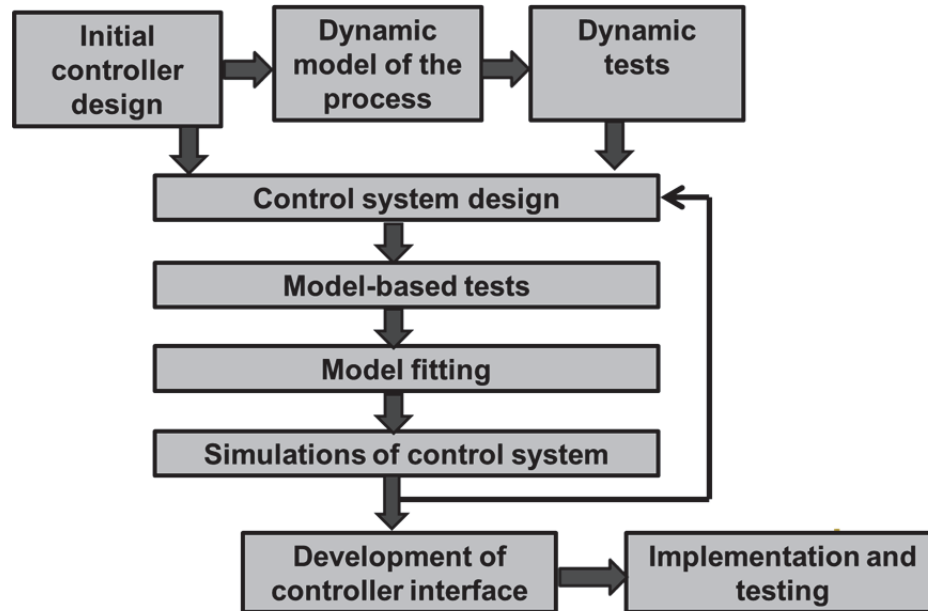 Initial
controller
design
Dynamic
model of the
process
Dynamic
tests
Control system design
Model-based tests
Model fitting
Simulations of control system
Development of
controller interface
Implementation and
testing